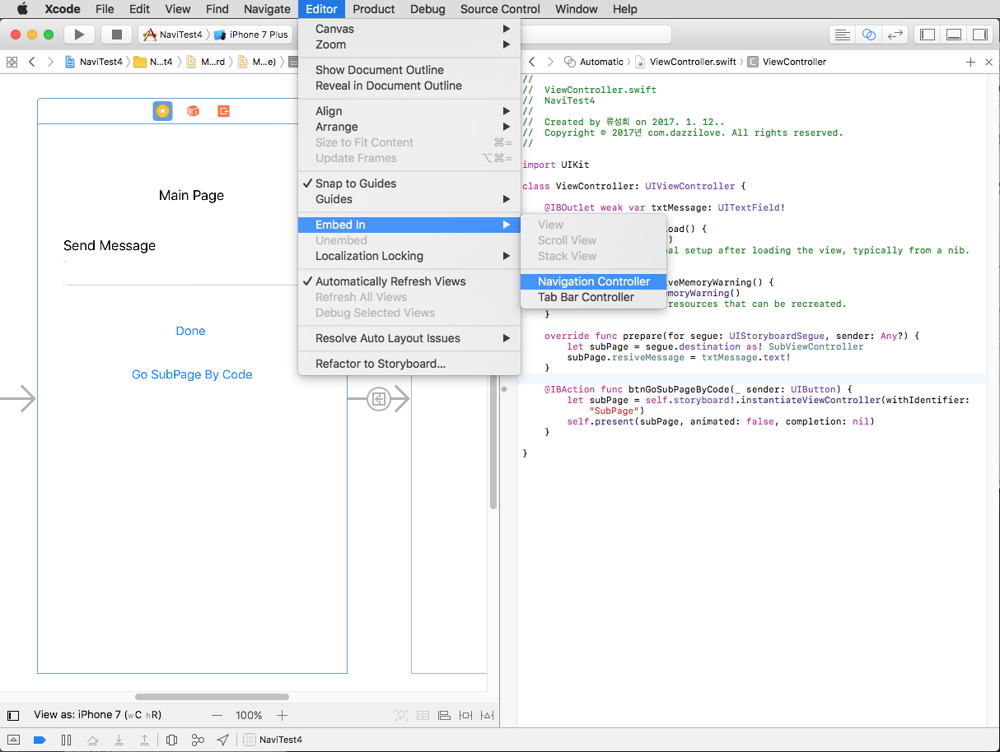 Xcode File Edit View Find Navigate Editor Product Debug Source Control Window Help
NaviTest4 iPhone 7 Plus
NaviTest4 N...t4 M...rd M...e)
Automatic ViewController.swift ViewController
Canvas
Zoom
Show Document Outline
Reveal in Document Outline
Align
Arrange
Size to Fit Content ⌘=
Update Frames ⌥⌘=
✓ Snap to Guides
Guides
Embed In
Unembed
Localization Locking
✓ Automatically Refresh Views
Refresh All Views
Debug Selected Views
Resolve Auto Layout Issues
Refactor to Storyboard...
View
Scroll View
Stack View
Navigation Controller
Tab Bar Controller
Main Page
Send Message
Done
Go SubPage By Code
//
// ViewController.swift
// NaviTest4
//
// Created by 류성희 on 2017. 1. 12..
// Copyright © 2017년 com.dazzilove. All rights reserved.
//
import UIKit
class ViewController: UIViewController {
@IBOutlet weak var txtMessage: UITextField!
oad() {
)
al setup after loading the view, typically from a nib.
veMemoryWarning() {
emoryWarning()
resources that can be recreated.
}
override func prepare(for segue: UIStoryboardSegue, sender: Any?) {
let subPage = segue.destination as! SubViewController
subPage.resiveMessage = txtMessage.text!
}
@IBAction func btnGoSubPageByCode(_ sender: UIButton) {
let subPage = self.storyboard!.instantiateViewController(withIdentifier:
"SubPage")
self.present(subPage, animated: false, completion: nil)
}
}
View as: iPhone 7 (wC hR) — 100% +
NaviTest4